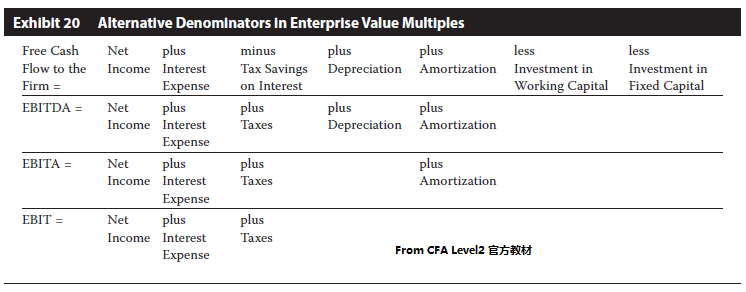 Exhibit 20 Alternative Denominators in Enterprise Value Multiples
Free Cash Net plus minus plus plus less less
Flow to the Income Interest Tax Savings Depreciation Amortization Investment in Investment in
Firm = Expense on Interest Working Capital Fixed Capital
EBITDA = Net plus plus plus plus
Income Interest Taxes Depreciation Amortization
Expense
EBITA = Net plus plus plus
Income Interest Taxes Amortization
Expense
EBIT = Net plus plus
Income Interest Taxes
Expense
From CFA Level2 官方教材